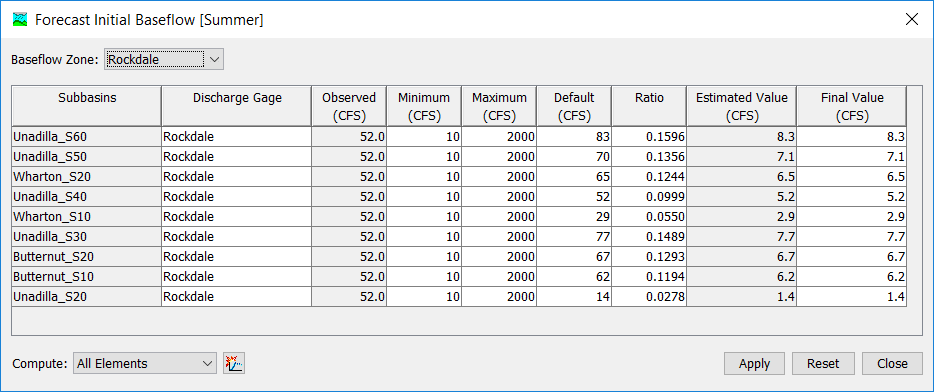 Forecast Initial Baseflow [Summer]
Baseflow Zone: Rockdale
Subbasins Discharge Gage Observed (CFS) Minimum (CFS) Maximum (CFS) Default (CFS) Ratio Estimated Value (CFS) Final Value (CFS)
Unadilla_S60 Rockdale 52.0 10 2000 83 0.1596 8.3 8.3
Unadilla_S50 Rockdale 52.0 10 2000 70 0.1356 7.1 7.1
Wharton_S20 Rockdale 52.0 10 2000 65 0.1244 6.5 6.5
Unadilla_S40 Rockdale 52.0 10 2000 52 0.0999 5.2 5.2
Wharton_S10 Rockdale 52.0 10 2000 29 0.0550 2.9 2.9
Unadilla_S30 Rockdale 52.0 10 2000 77 0.1489 7.7 7.7
Butternut_S20 Rockdale 52.0 10 2000 67 0.1293 6.7 6.7
Butternut_S10 Rockdale 52.0 10 2000 62 0.1194 6.2 6.2
Unadilla_S20 Rockdale 52.0 10 2000 14 0.0278 1.4 1.4
Compute: All Elements Apply Reset Close